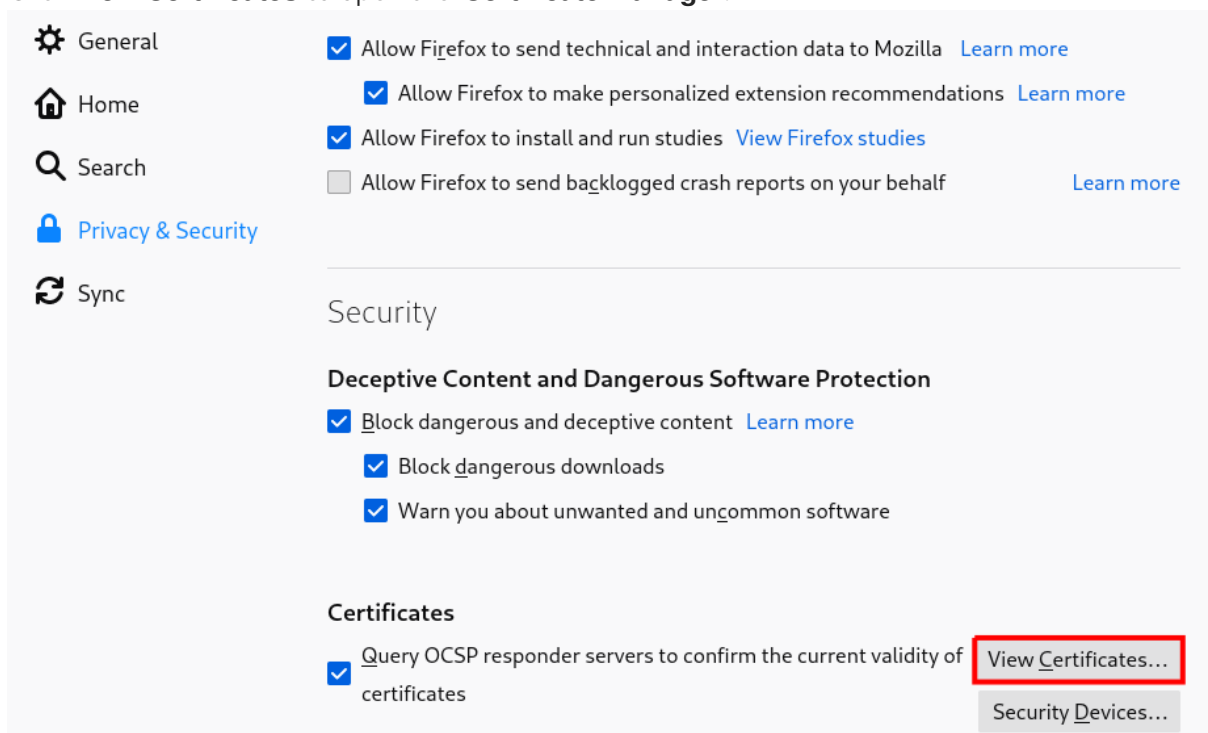 General
Home
Search
Privacy & Security
Sync
Allow Firefox to send technical and interaction data to Mozilla Learn more
Allow Firefox to make personalized extension recommendations Learn more
Allow Firefox to install and run studies View Firefox studies
Allow Firefox to send backlogged crash reports on your behalf Learn more
Security
Deceptive Content and Dangerous Software Protection
Block dangerous and deceptive content Learn more
Block dangerous downloads
Warn you about unwanted and uncommon software
Certificates
Query OCSP responder servers to confirm the current validity of
certificates
View Certificates...
Security Devices...